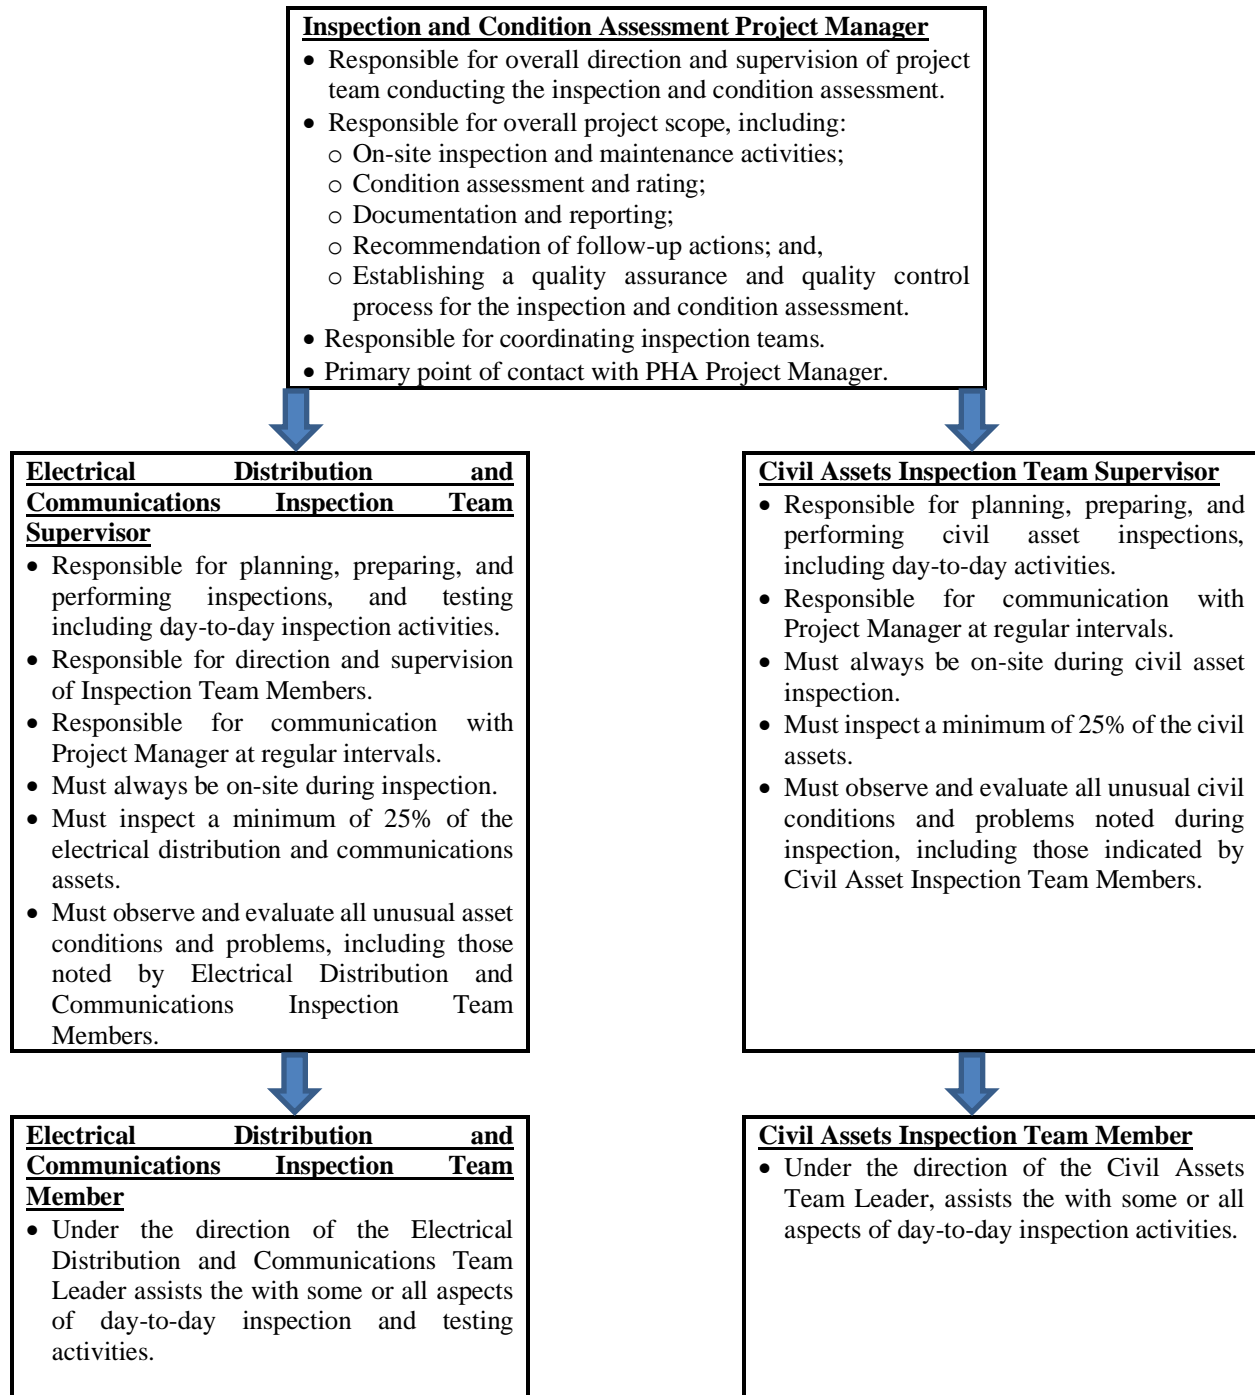 Inspection and Condition Assessment Project Manager
• Responsible for overall direction and supervision of project
team conducting the inspection and condition assessment.
• Responsible for overall project scope, including:
o On-site inspection and maintenance activities;
o Condition assessment and rating;
o Documentation and reporting;
o Recommendation of follow-up actions; and,
o Establishing a quality assurance and quality control
process for the inspection and condition assessment.
• Responsible for coordinating inspection teams.
• Primary point of contact with PHA Project Manager.
Electrical Distribution and
Communications Inspection Team
Supervisor
• Responsible for planning, preparing, and
performing inspections, and testing
including day-to-day inspection activities.
• Responsible for direction and supervision
of Inspection Team Members.
• Responsible for communication with
Project Manager at regular intervals.
• Must always be on-site during inspection.
• Must inspect a minimum of 25% of the
electrical distribution and communications
assets.
• Must observe and evaluate all unusual asset
conditions and problems, including those
noted by Electrical Distribution and
Communications Inspection Team
Members.
Civil Assets Inspection Team Supervisor
• Responsible for planning, preparing, and
performing civil asset inspections,
including day-to-day activities.
• Responsible for communication with
Project Manager at regular intervals.
• Must always be on-site during civil asset
inspection.
• Must inspect a minimum of 25% of the civil
assets.
• Must observe and evaluate all unusual civil
conditions and problems noted during
inspection, including those indicated by
Civil Asset Inspection Team Members.
Electrical Distribution and
Communications Inspection Team
Member
• Under the direction of the Electrical
Distribution and Communications Team
Leader assists the with some or all aspects
of day-to-day inspection and testing
activities.
Civil Assets Inspection Team Member
• Under the direction of the Civil Assets
Team Leader, assists the with some or all
aspects of day-to-day inspection activities.